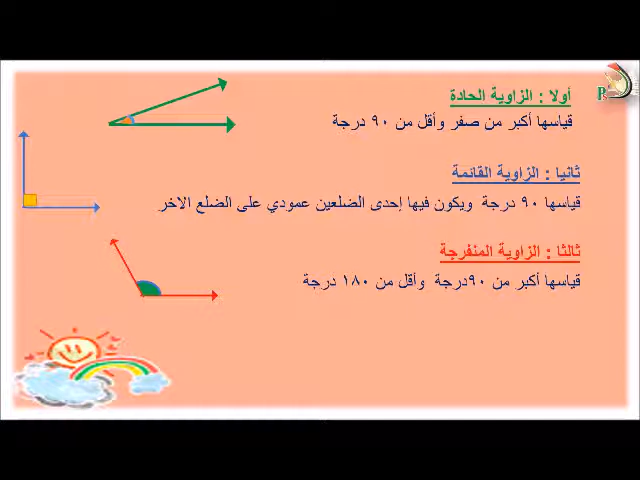 أولا : الزاوية الحادة
قياسها أكبر من صفر وأقل من ٩٠ درجة
ثانيا : الزاوية القائمة
قياسها ٩٠ درجة ويكون فيها إحدى الضلعين عمودي على الضلع الاخر
ثالثا : الزاوية المنفرجة
قياسها أكبر من ٩٠درجة وأقل من ١٨٠ درجة